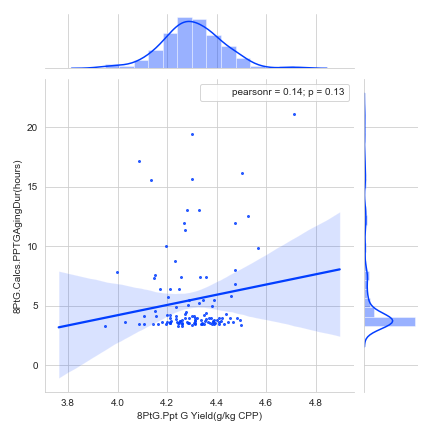 pearsonr = 0.14; p = 0.13
20
15
10
5
0
8PtG.Calcs.PPTGAgingDur(hours)
3.8 4.0 4.2 4.4 4.6 4.8
8PtG.Ppt G Yield(g/kg CPP)